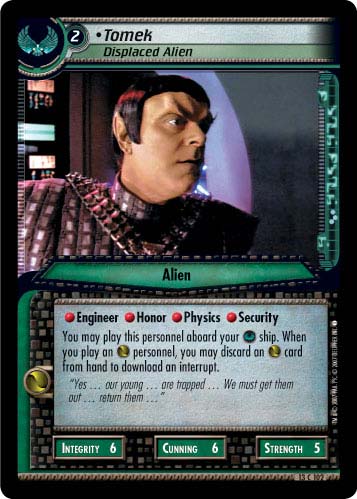 2
•Tomek
Displaced Alien
Alien
Engineer Honor Physics Security
You may play this personnel aboard your ship. When
you play an personnel, you may discard an card
from hand to download an interrupt.
"Yes ... our young ... are trapped ... We must get them
out ... return them ..."
INTEGRITY 6 CUNNING 6 STRENGTH 5
13 C 102